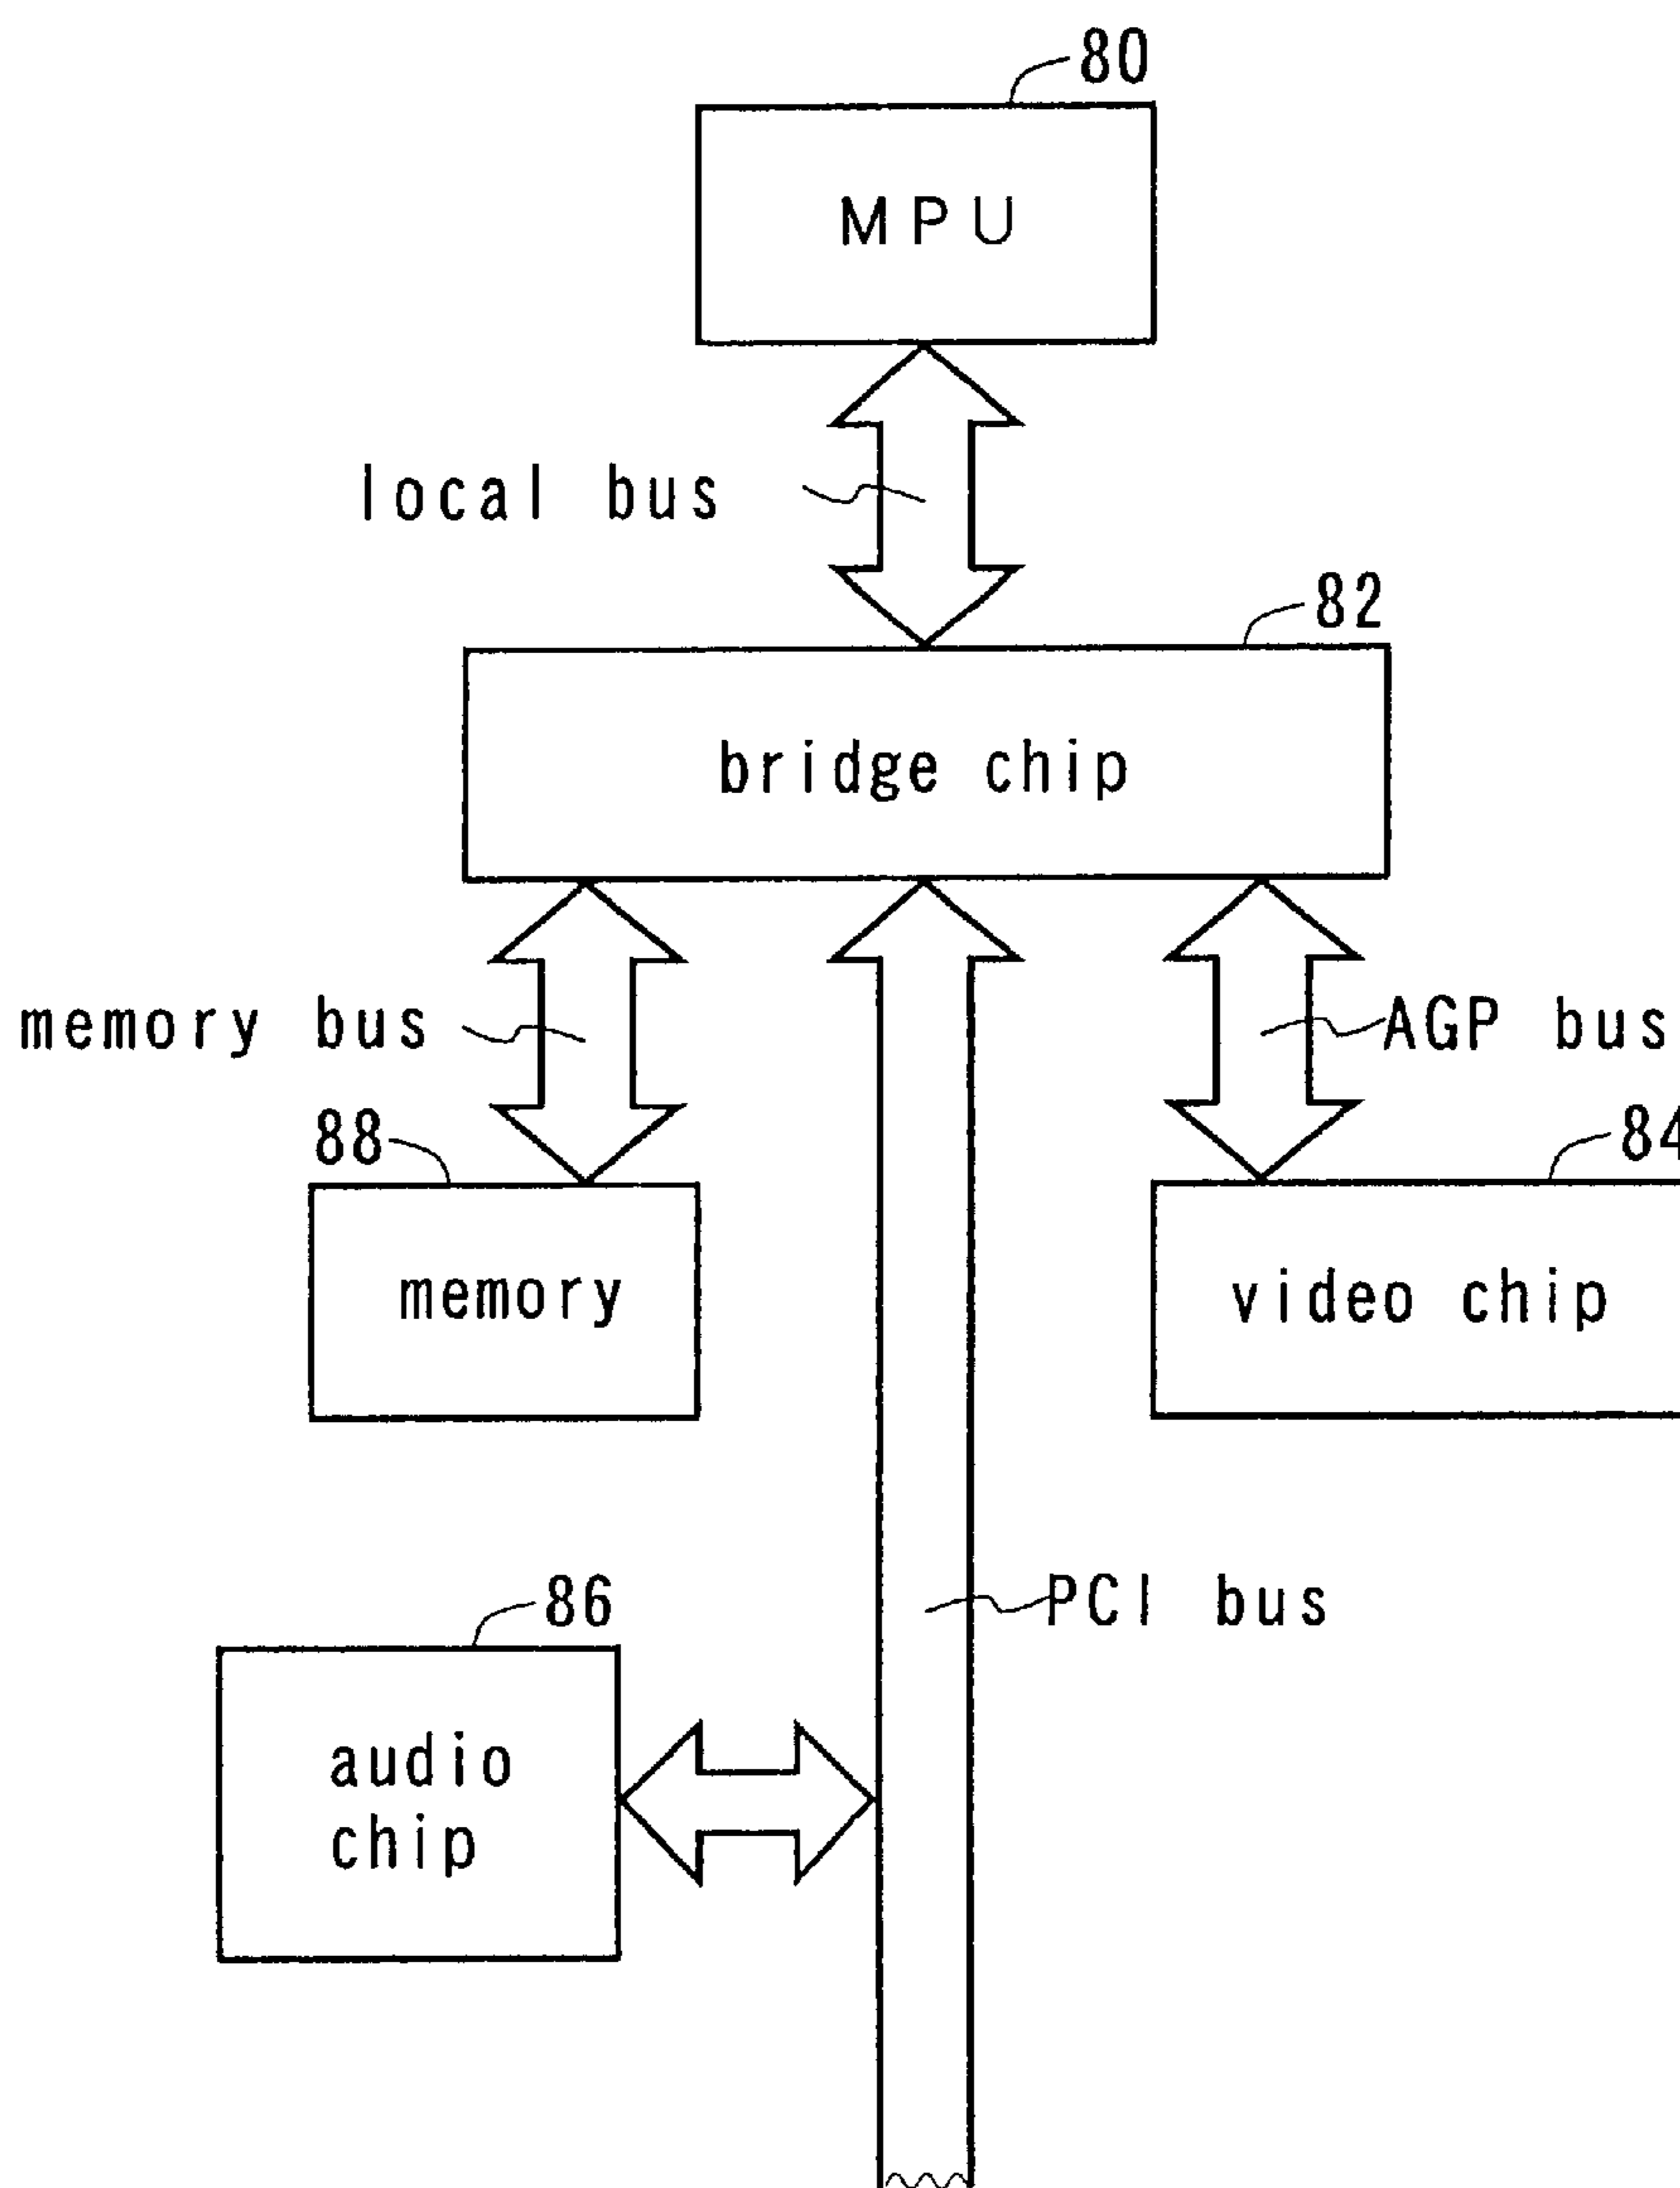 80
MPU
local bus
82
bridge chip
memory bus
AGP bus
88
84
memory
video chip
PCI bus
86
audio
chip